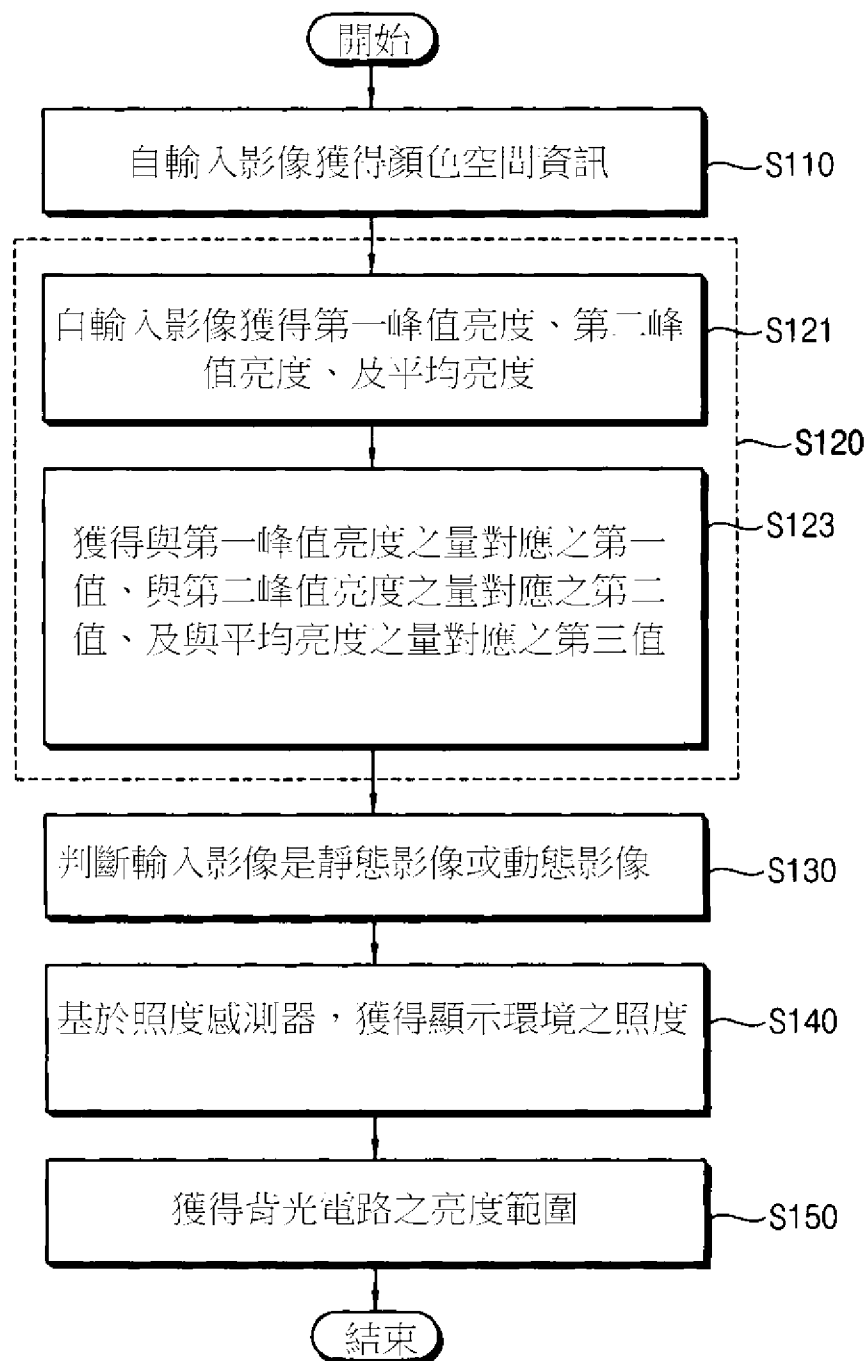 開始
自輸入影像獲得顏色空間資訊
S110
自輸入影像獲得第一峰值亮度、第二峰
值亮度、及平均亮度
S121
S120
獲得與第一峰值亮度之量對應之第一
值、與第二峰值亮度之量對應之第二
值、及與平均亮度之量對應之第三值
S123
判斷輸入影像是靜態影像或動態影像
S130
基於照度感測器，獲得顯示環境之照度
S140
獲得背光電路之亮度範圍
S150
結束